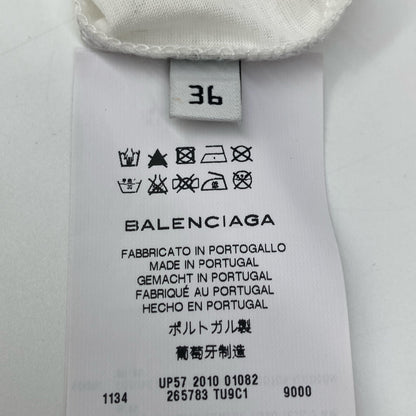 36
BALENCIAGA
FABBRICATO IN PORTOGALLO
MADE IN PORTUGAL
GEMACHT IN PORTUGAL
FABRIQUÉ AU PORTUGAL
HECHO EN PORTUGAL
ポルトガル製
葡萄牙制造
UP57 2010 01082
1134 265783 TU9C1 9000